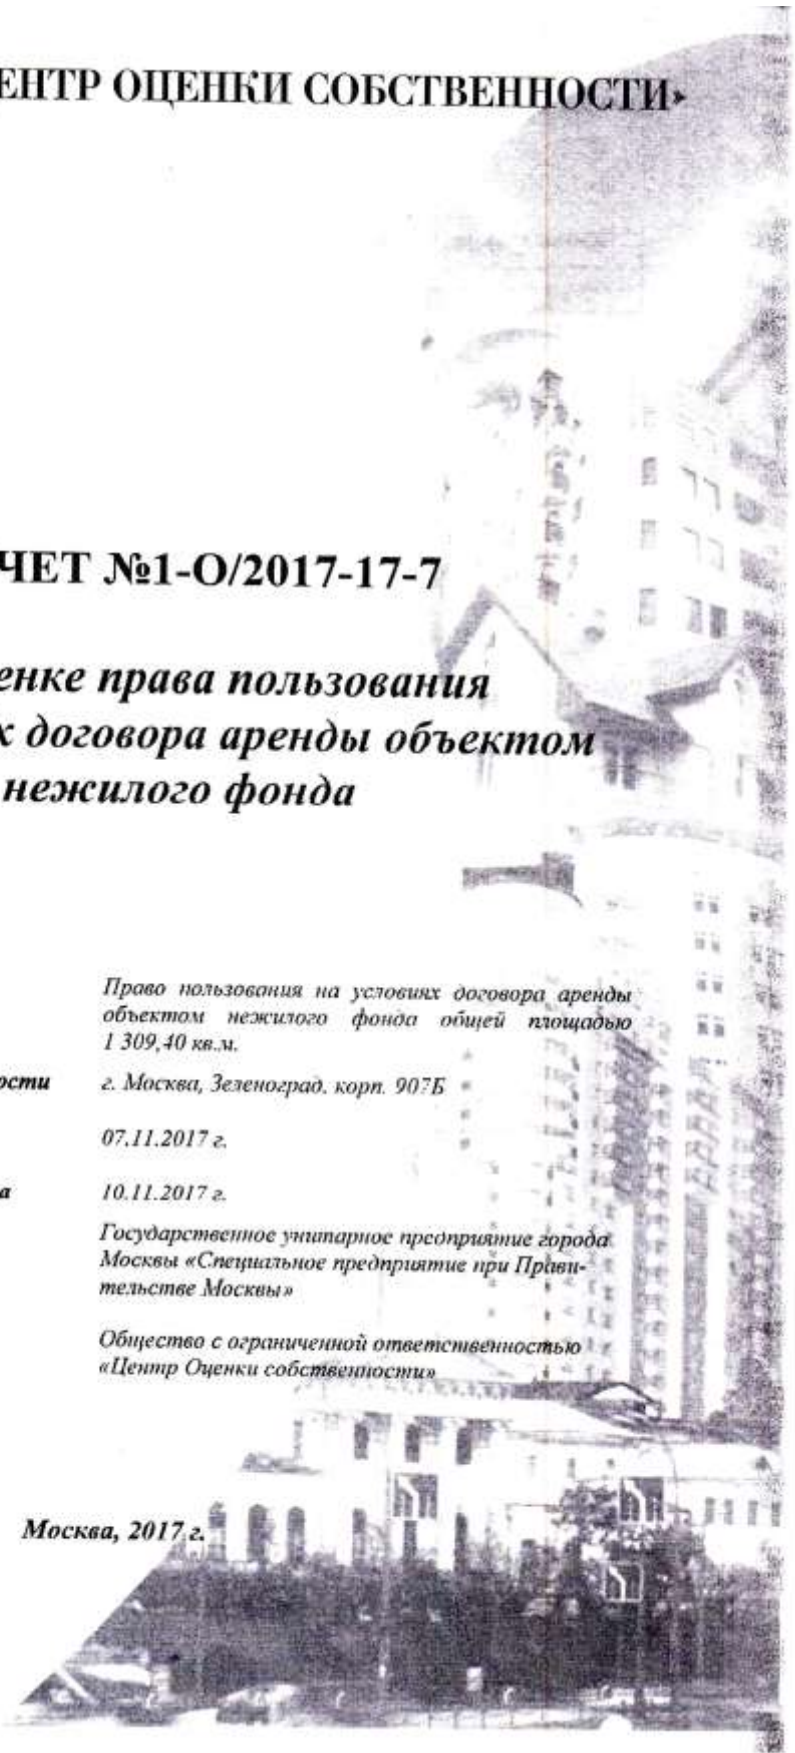 ЕНТР ОЦЕНКИ СОБСТВЕННОСТИ»
ЧЕТ №1-О/2017-17-7
енке права пользования
х договора аренды объектом
нежилого фонда
Право пользования на условиях договора аренды
объектом нежилого фонда общей площадью
1 309,40 кв.м.
ости г. Москва, Зеленоград, корп. 907Б
07.11.2017 г.
а 10.11.2017 г.
Государственное унитарное предприятие города
Москвы «Специальное предприятие при Прави-
тельстве Москвы»
Общество с ограниченной ответственностью
«Центр Оценки собственности»
Москва, 2017 г.